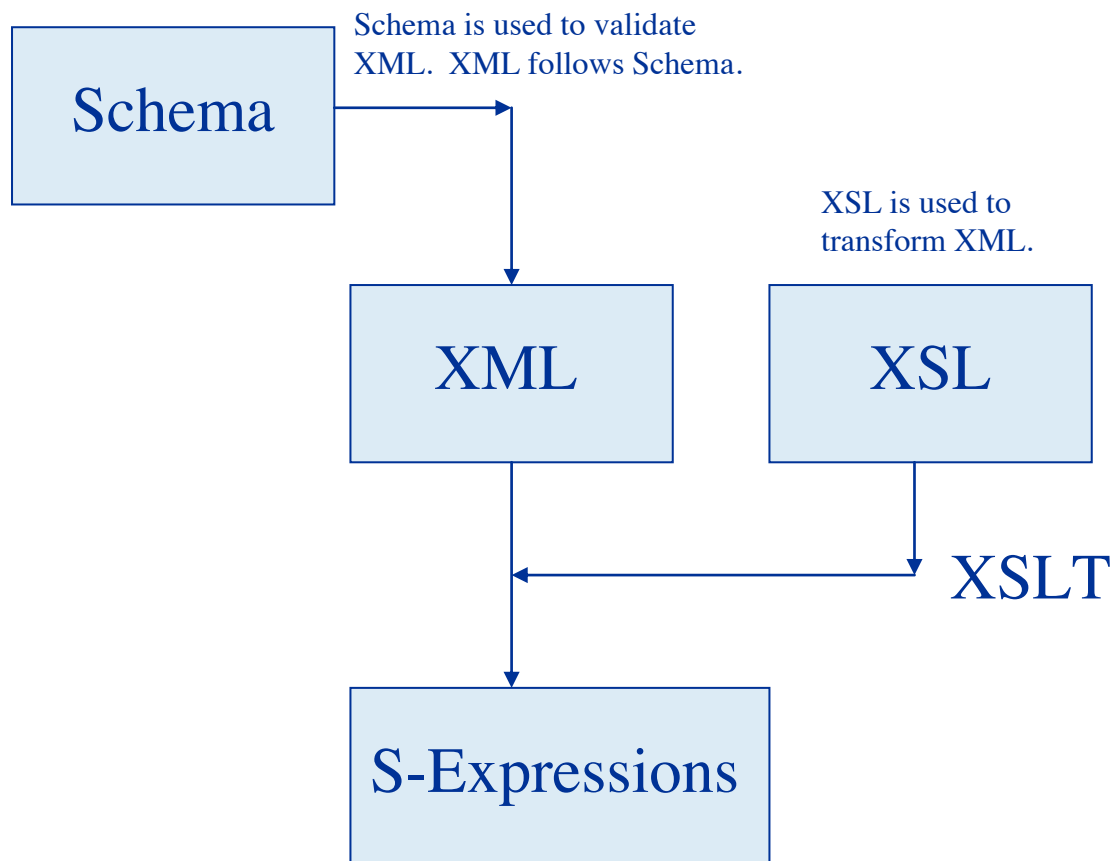 Schema is used to validate
XML. XML follows Schema.
Schema
XSL is used to
transform XML.
XML
XSL
XSLT
S-Expressions